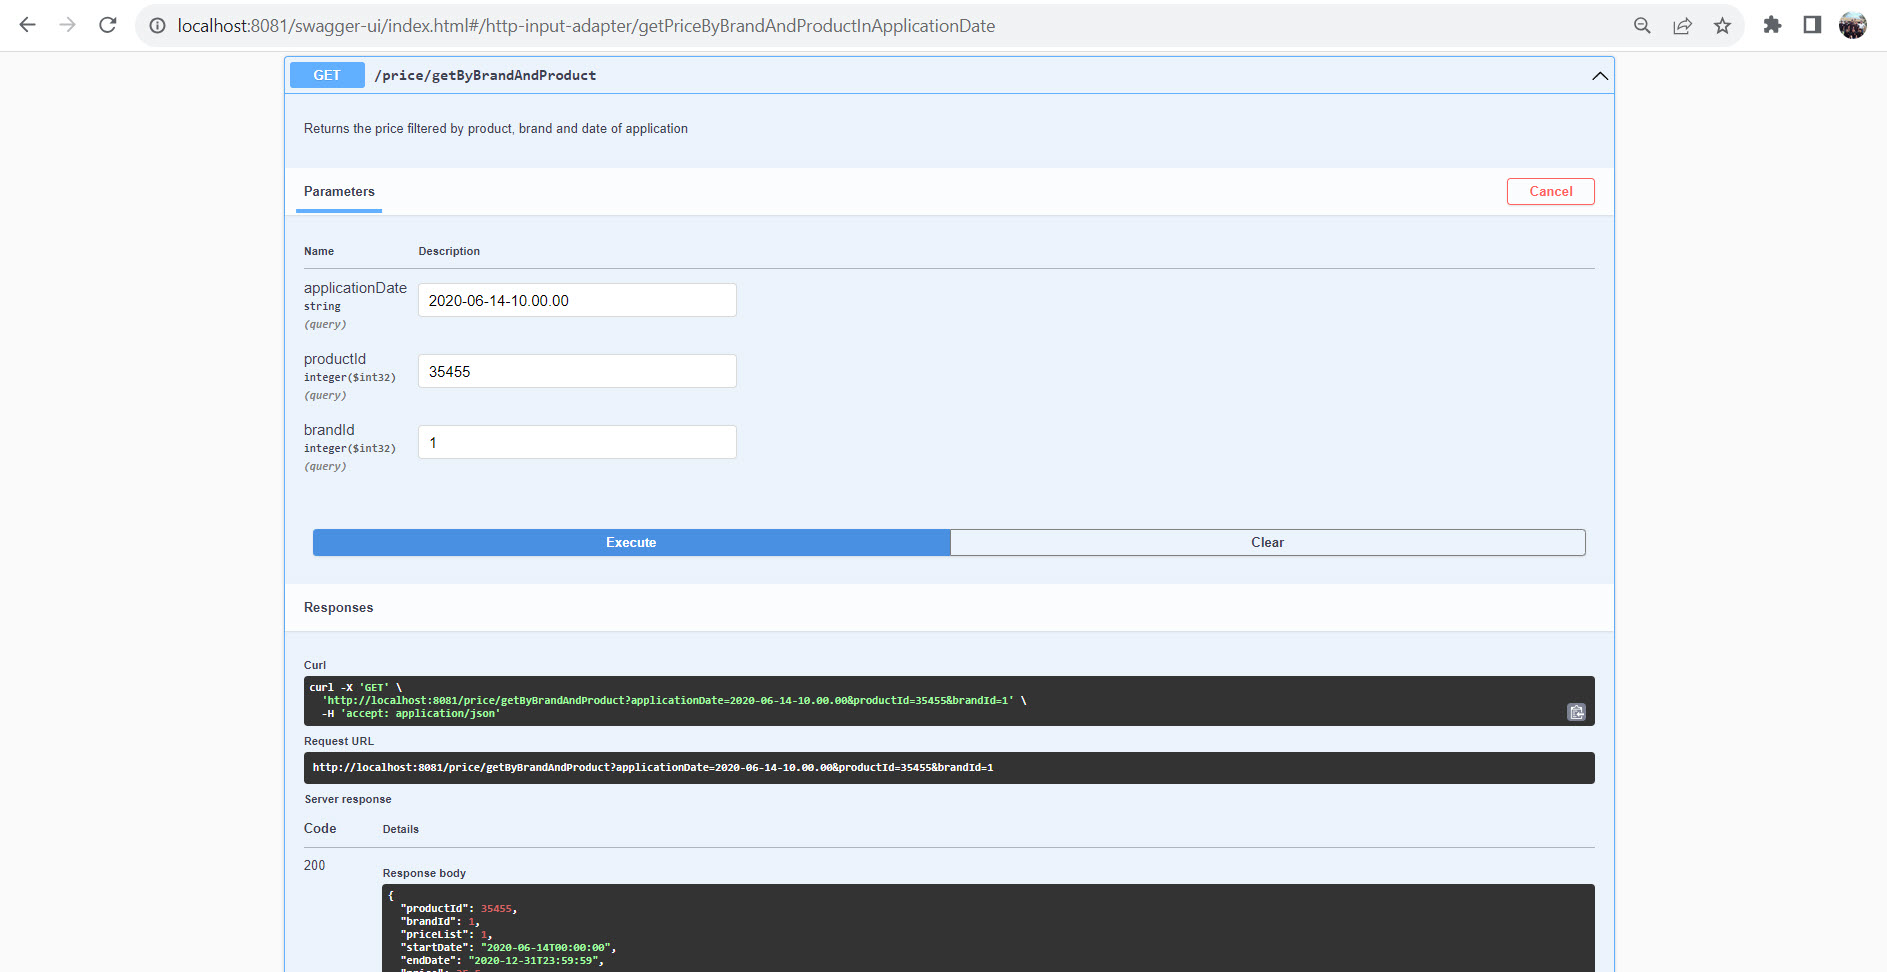 localhost:8081/swagger-ui/index.html#/http-input-adapter/getPriceByBrandAndProductInApplicationDate
GET /price/getByBrandAndProduct
Returns the price filtered by product, brand and date of application
Parameters
Cancel
Name Description
applicationDate
string
(query)
2020-06-14-10.00.00
productId
integer($int32)
(query)
35455
brandId
integer($int32)
(query)
1
Execute
Clear
Responses
Curl
curl -X 'GET' \
'http://localhost:8081/price/getByBrandAndProduct?applicationDate=2020-06-14-10.00.00&productId=35455&brandId=1' \
-H 'accept: application/json'
Request URL
http://localhost:8081/price/getByBrandAndProduct?applicationDate=2020-06-14-10.00.00&productId=35455&brandId=1
Server response
Code Details
200
Response body
{
"productId": 35455,
"brandId": 1,
"priceList": 1,
"startDate": "2020-06-14T00:00:00",
"endDate": "2020-12-31T23:59:59",